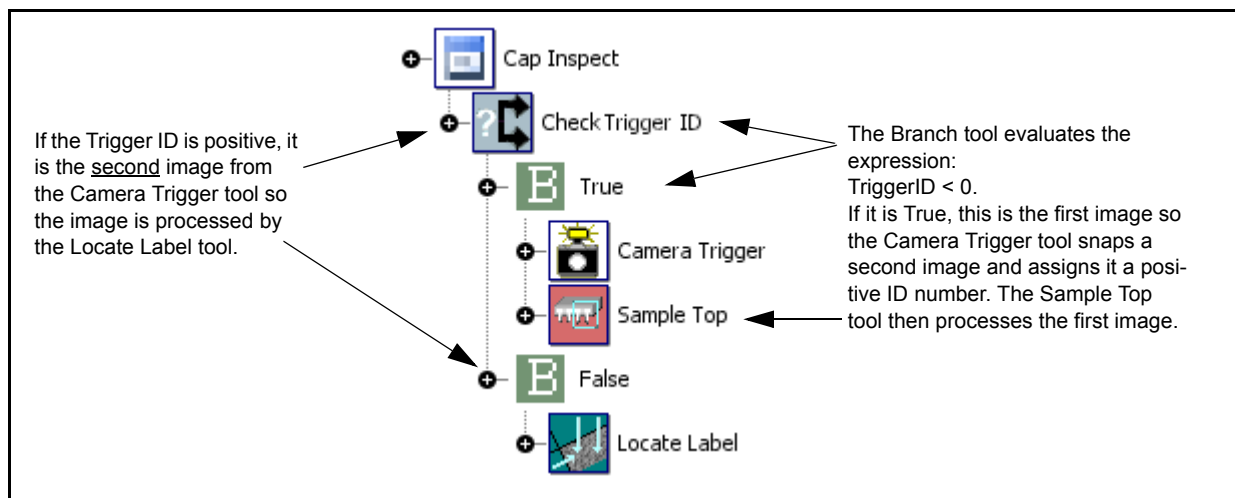 Cap Inspect
Check Trigger ID
If the Trigger ID is positive, it
is the second image from
the Camera Trigger tool so
the image is processed by
the Locate Label tool.
The Branch tool evaluates the
expression:
TriggerID < 0.
If it is True, this is the first image so
the Camera Trigger tool snaps a
second image and assigns it a posi-
tive ID number. The Sample Top
tool then processes the first image.
B True
Camera Trigger
Sample Top
B False
Locate Label
?